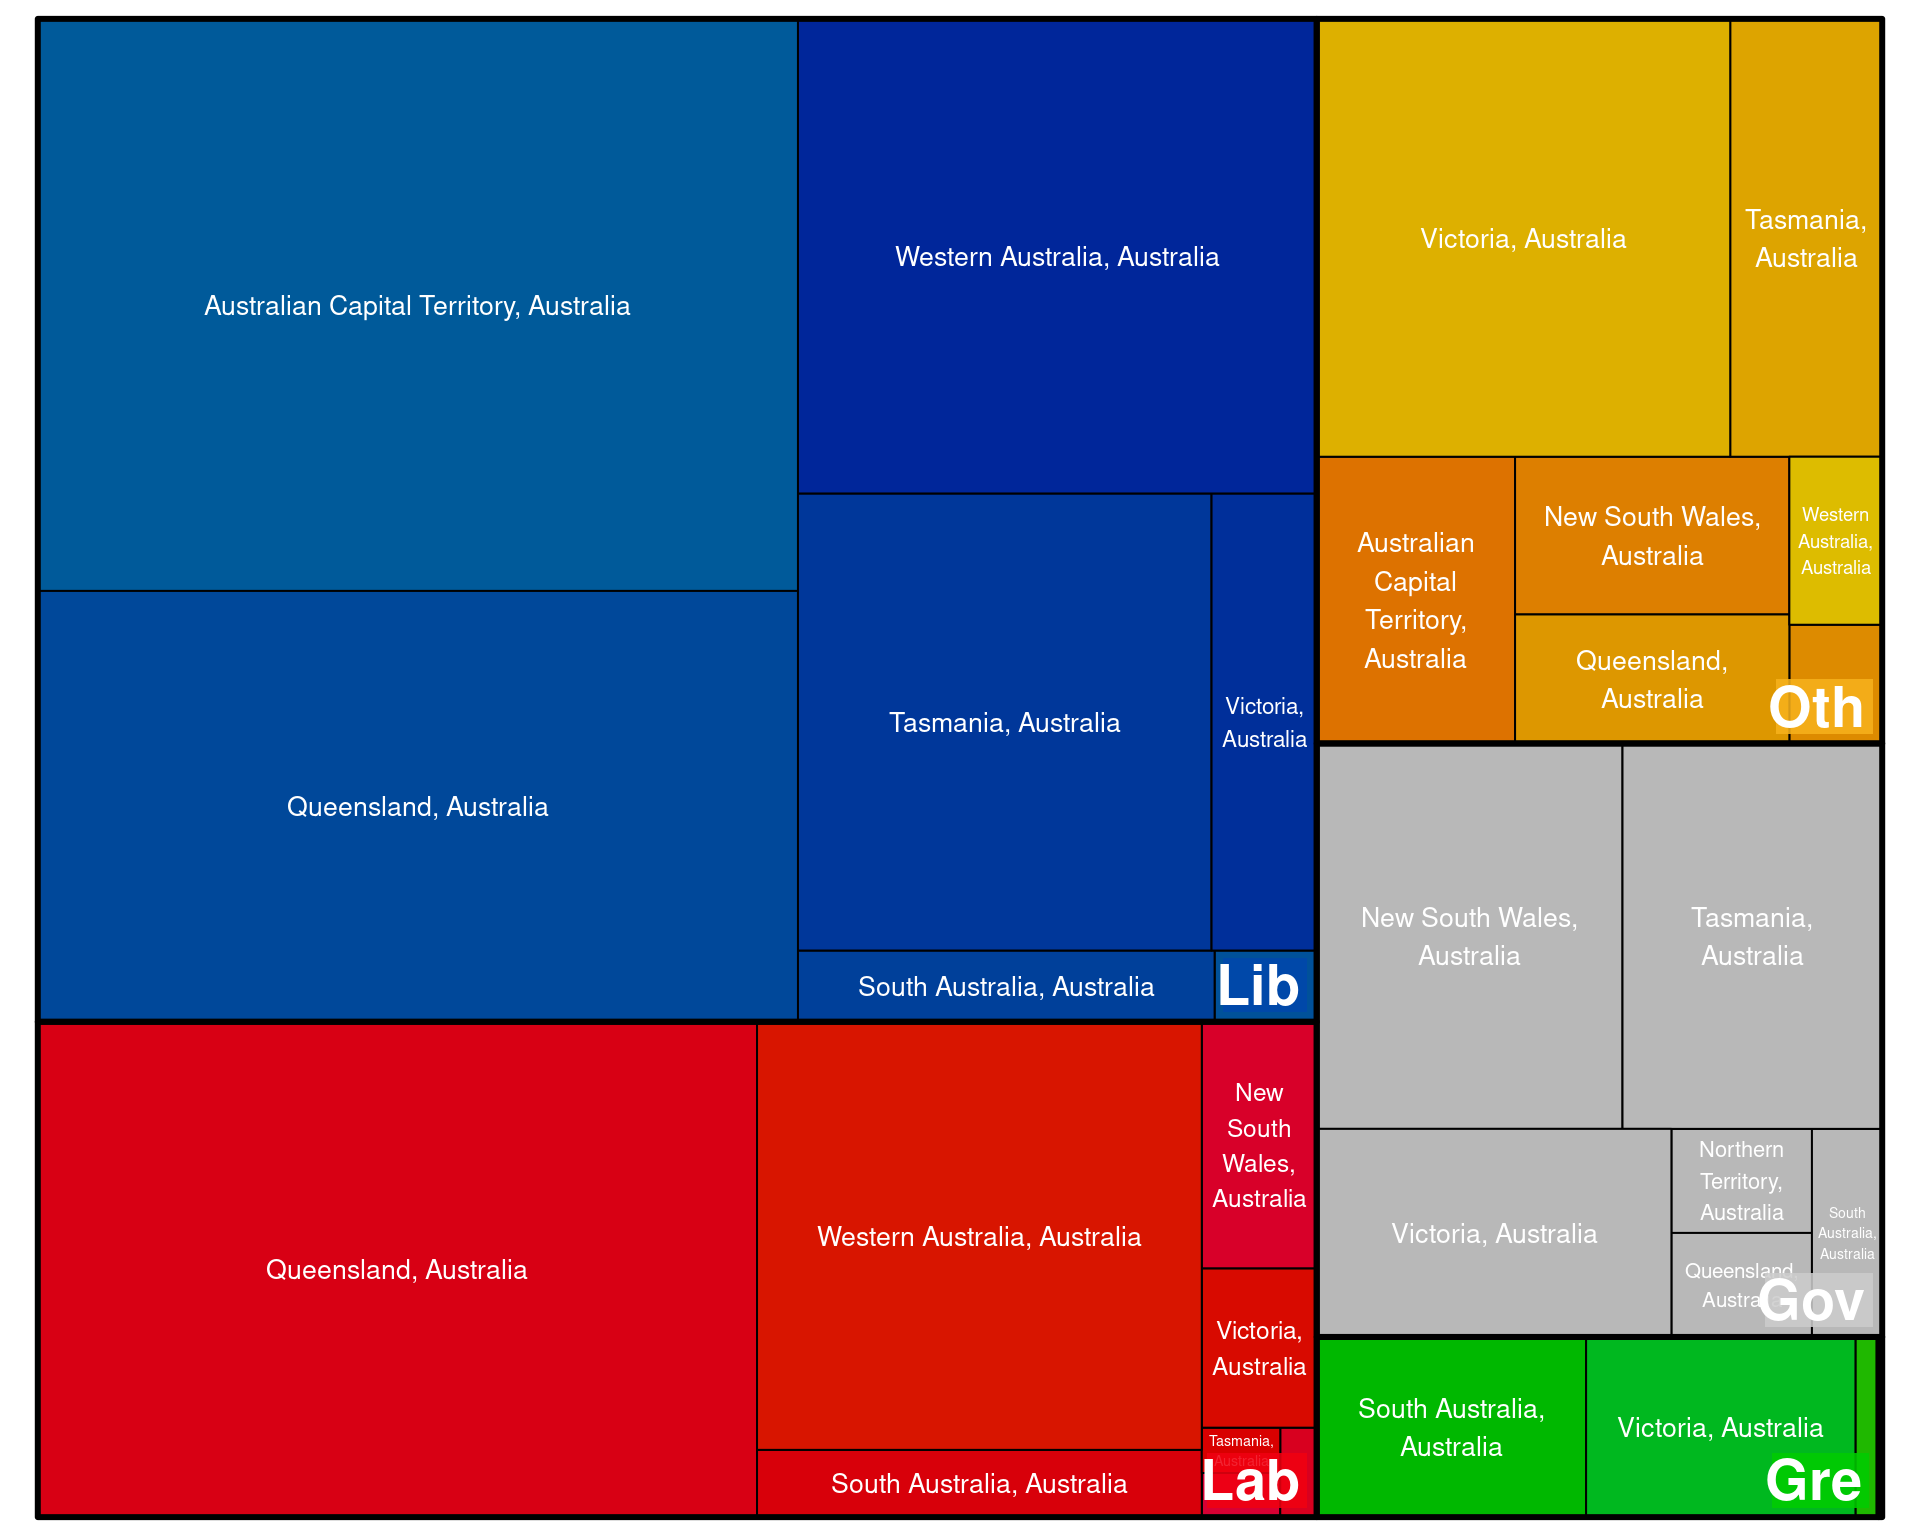 Australian Capital Territory, Australia
Queensland, Australia
Western Australia, Australia
Tasmania, Australia
Victoria,
Australia
South Australia, Australia
Lib
Queensland, Australia
Western Australia, Australia
South Australia, Australia
New
South
Wales,
Australia
Victoria,
Australia
Tasmania,
Australia
Lab
Victoria, Australia
Tasmania,
Australia
Australian
Capital
Territory,
Australia
New South Wales,
Australia
Queensland,
Australia
Western
Australia,
Australia
Oth
New South Wales,
Australia
Tasmania,
Australia
Victoria, Australia
Northern
Territory,
Australia
Queensland,
Australia
South
Australia,
Australia
Gov
South Australia,
Australia
Victoria, Australia
Gre